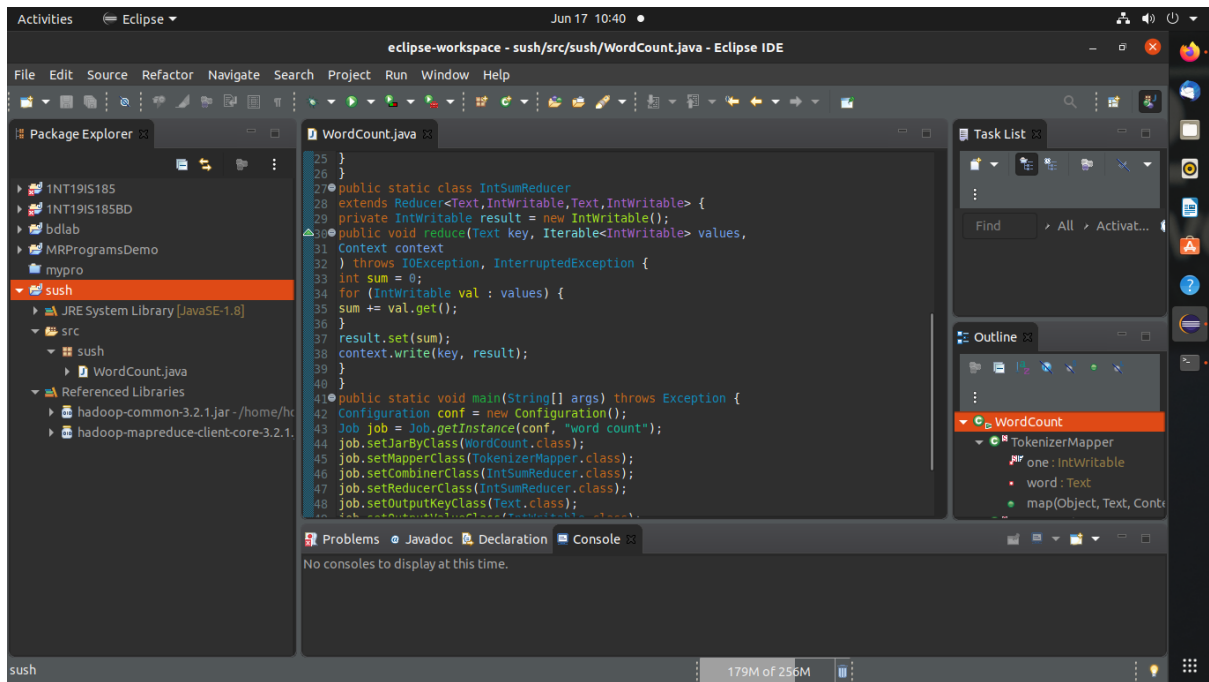 Activities
Eclipse
Jun 17 10:40
eclipse-workspace - sush/src/sush/WordCount.java - Eclipse IDE
File Edit Source Refactor Navigate Search Project Run Window Help
Package Explorer
1NT19IS185
1NT19IS185BD
bdlab
MRProgramsDemo
mypro
sush
JRE System Library [JavaSE-1.8]
src
sush
WordCount.java
Referenced Libraries
hadoop-common-3.2.1.jar - /home/ho
hadoop-mapreduce-client-core-3.2.1.
WordCount.java
25 }
26 }
27 public static class IntSumReducer
28 extends Reducer<Text,IntWritable,Text,IntWritable> {
29 private IntWritable result = new IntWritable();
30 public void reduce(Text key, Iterable<IntWritable> values,
31 Context context
32 ) throws IOException, InterruptedException {
33 int sum = 0;
34 for (IntWritable val : values) {
35 sum += val.get();
36 }
37 result.set(sum);
38 context.write(key, result);
39 }
40 }
41 public static void main(String[] args) throws Exception {
42 Configuration conf = new Configuration();
43 Job job = Job.getInstance(conf, "word count");
44 job.setJarByClass(WordCount.class);
45 job.setMapperClass(TokenizerMapper.class);
46 job.setCombinerClass(IntSumReducer.class);
47 job.setReducerClass(IntSumReducer.class);
48 job.setOutputKeyClass(Text.class);
Task List
Find
All
Activat...
Outline
WordCount
TokenizerMapper
one : IntWritable
word : Text
map(Object, Text, Conte
Problems
Javadoc
Declaration
Console
No consoles to display at this time.
sush
179M of 256M